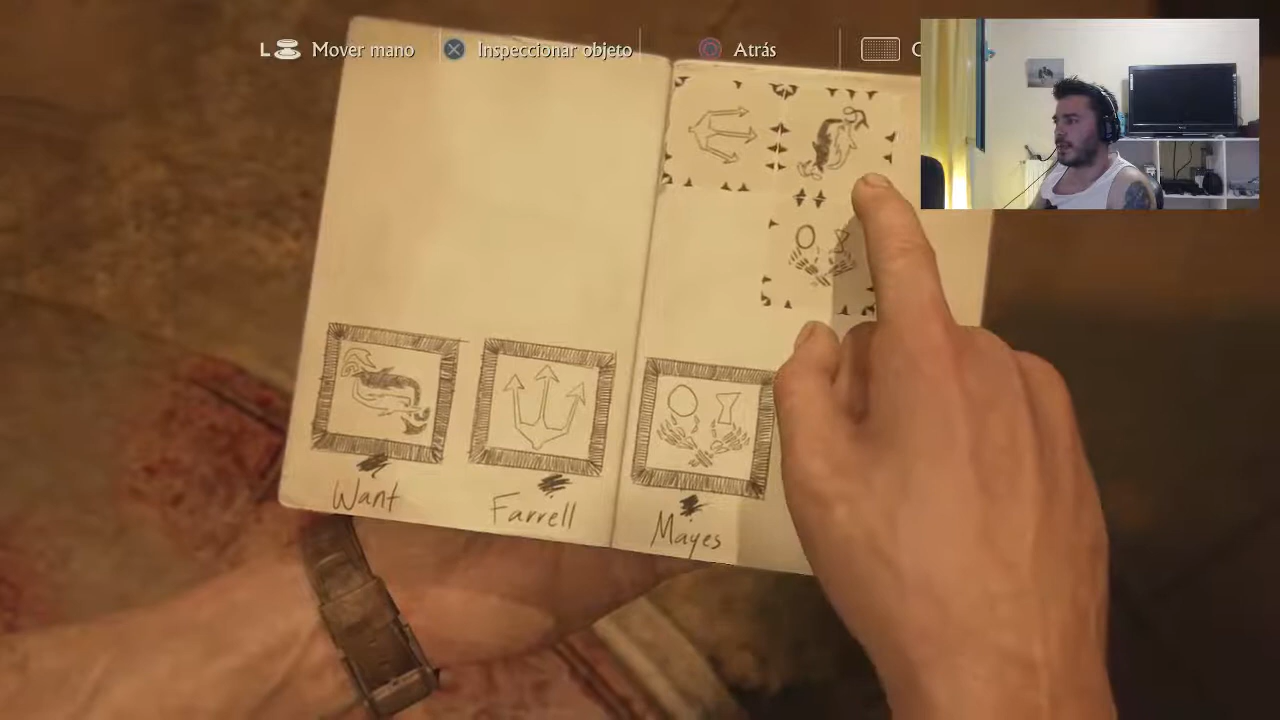 L Mover mano Inspeccionar objeto Atrás
Want Farrell Mayes